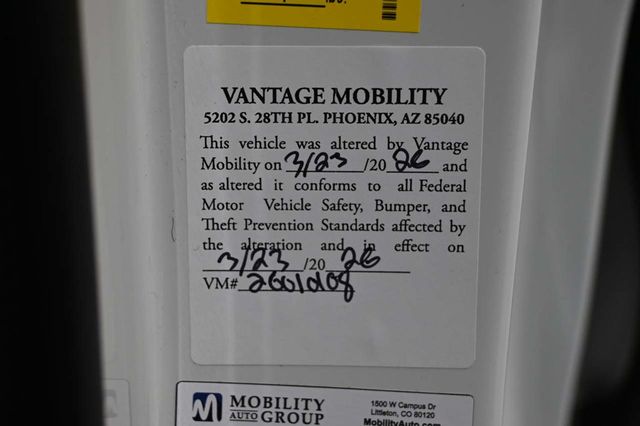 VANTAGE MOBILITY
5202 S. 28TH PL. PHOENIX, AZ 85040
This vehicle was altered by Vantage
Mobility on 3/23 /20 26 and
as altered it conforms to all Federal
Motor Vehicle Safety, Bumper, and
Theft Prevention Standards affected by
the alteration and in effect on
3/23 /20 26
VM#
MOBILITY
AUTO GROUP
1500 W Campus Dr
Littleton, CO 80120
MobilityAuto.com